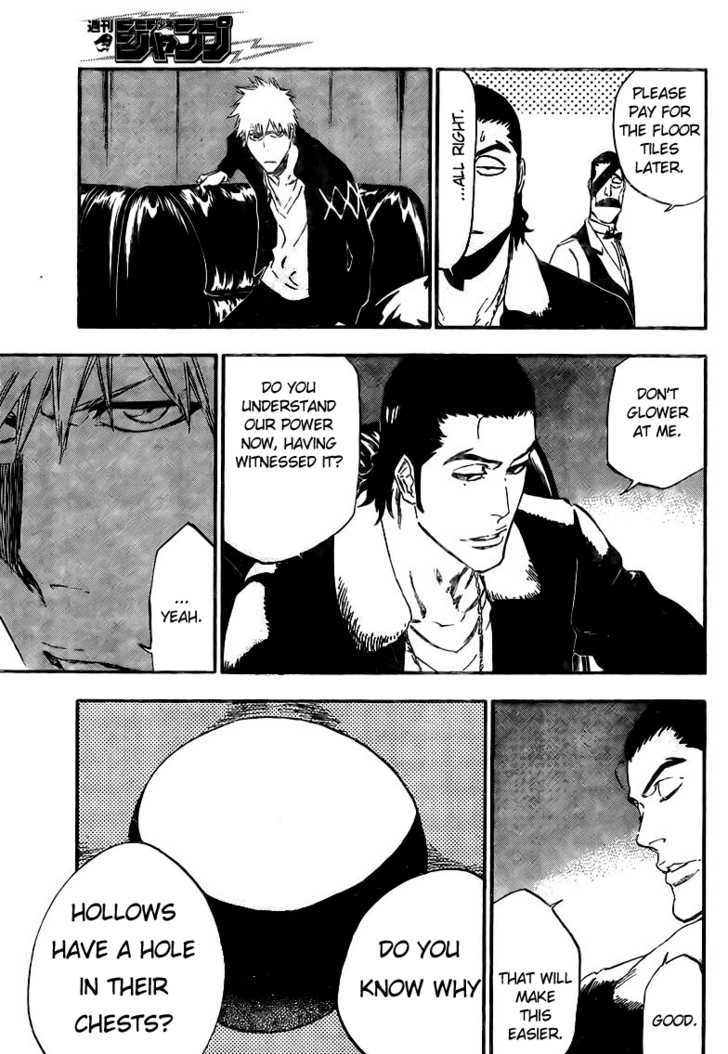 週刊
少年
ジャンプ
PLEASE
PAY FOR
THE FLOOR
TILES
LATER.
...ALL RIGHT.
DON'T
GLOWER
AT ME.
DO YOU
UNDERSTAND
OUR POWER
NOW, HAVING
WITNESSED IT?
...
YEAH.
GOOD.
THAT WILL
MAKE
THIS
EASIER.
DO YOU
KNOW WHY
HOLLOWS
HAVE A HOLE
IN THEIR
CHESTS?